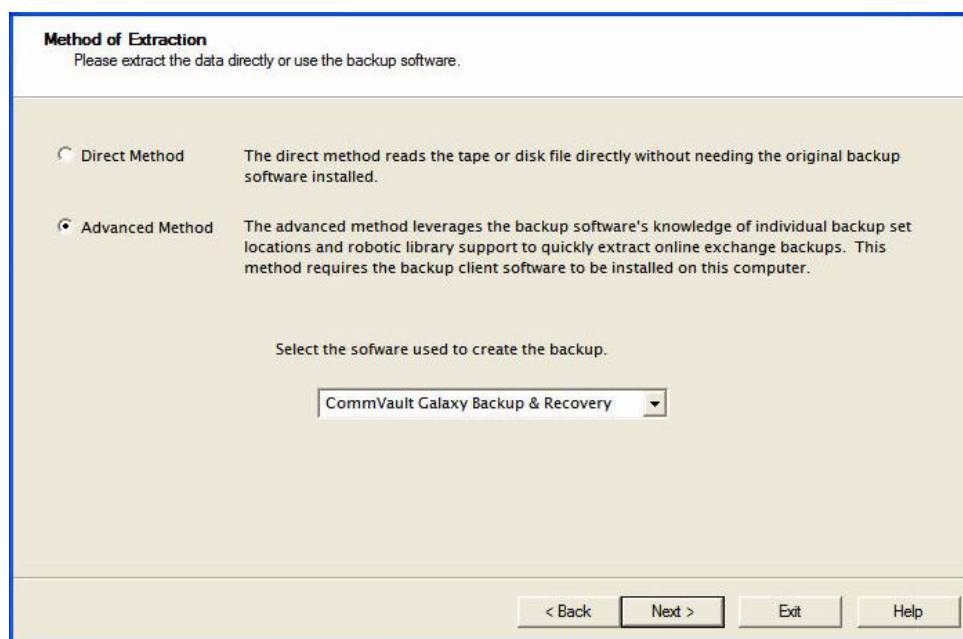 Method of Extraction
Please extract the data directly or use the backup software.
Direct Method
The direct method reads the tape or disk file directly without needing the original backup
software installed.
Advanced Method
The advanced method leverages the backup software's knowledge of individual backup set
locations and robotic library support to quickly extract online exchange backups.  This
method requires the backup client software to be installed on this computer.
Select the sofware used to create the backup.
CommVault Galaxy Backup & Recovery
< Back
Next >
Exit
Help